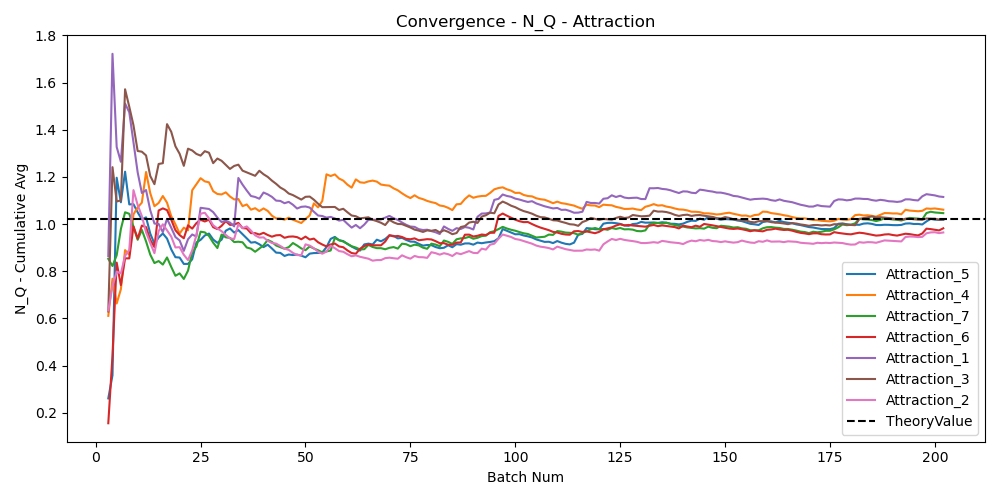 Convergence - N_Q - Attraction
N_Q - Cumulative Avg
1.8
1.6
1.4
1.2
1.0
0.8
0.6
0.4
0.2
0 25 50 75 100 125 150 175 200
Batch Num
Attraction_5
Attraction_4
Attraction_7
Attraction_6
Attraction_1
Attraction_3
Attraction_2
TheoryValue